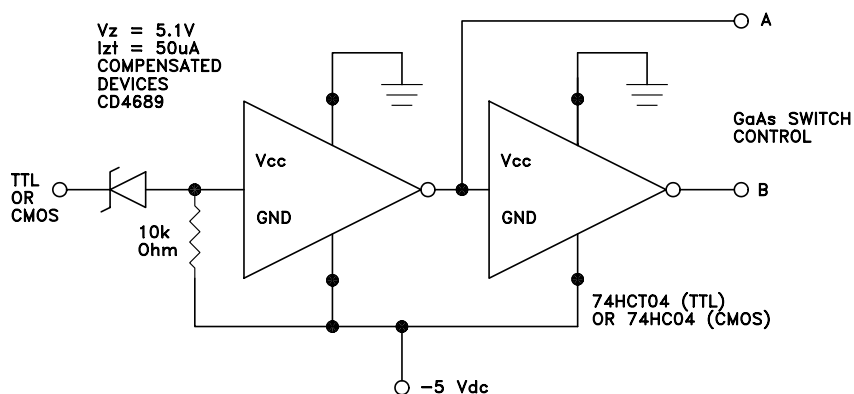 Vz = 5.1V
Izt = 50uA
COMPENSATED
DEVICES
CD4689
A
GaAs SWITCH
CONTROL
Vcc
Vcc
TTL
OR
CMOS
B
GND
GND
10k
Ohm
74HCT04 (TTL)
OR 74HC04 (CMOS)
-5 Vdc